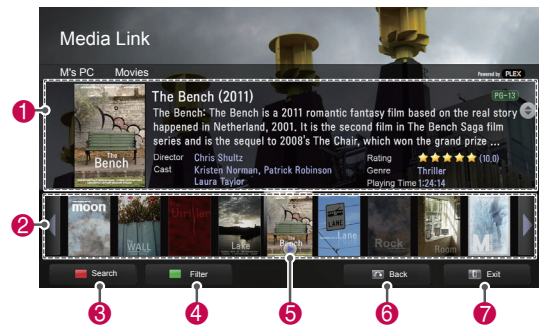 Media Link
M's PC Movies
Powered by PLEX
1
The Bench (2011)
PG-13
The Bench: The Bench is a 2011 romantic fantasy film based on the real story
happened in Netherland, 2001. It is the second film in The Bench Saga film
series and is the sequel to 2008's The Chair, which won the grand prize ...
The Bench
Director Chris Shultz
Rating (10,0)
Cast Kristen Norman, Patrick Robinson
Genre Thriller
Laura Taylor
Playing Time 1:24:14
2
moon
WALL
Thriller
Lake
The Bench
LANE
Lane
Rock
Room
M
Search
Filter
Back
Exit
3
4
5
6
7